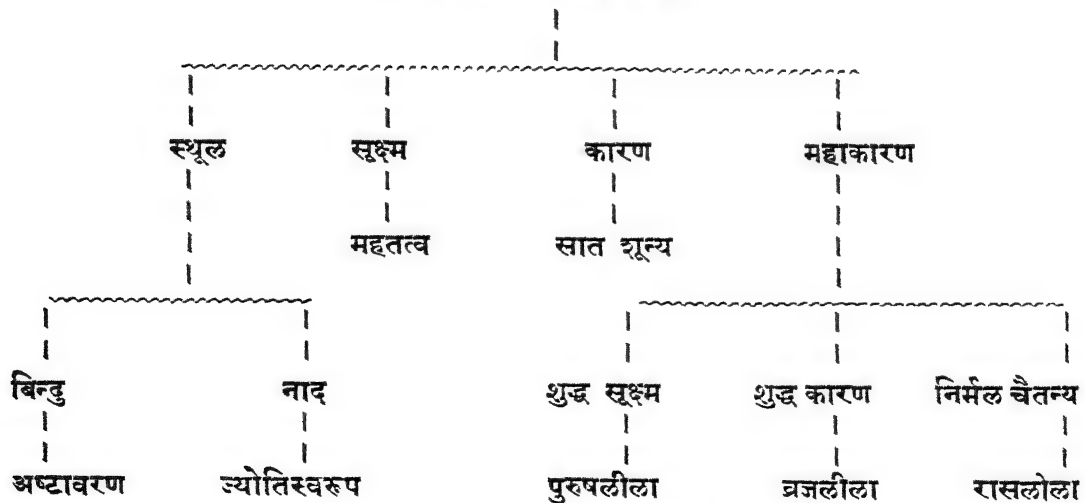 स्थूल सूक्ष्म कारण महाकारण
महतत्व सात शून्य
बिन्दु नाद शुद्ध सूक्ष्म शुद्ध कारण निर्मल चैतन्य
अष्टावरण ज्योतिस्वरूप पुरुषलीला व्रजलीला रासलोला